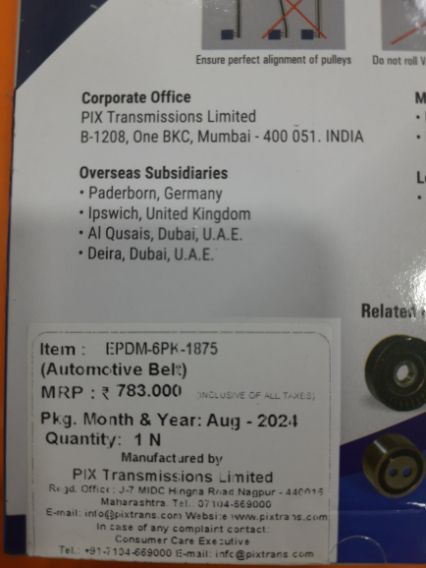 Ensure perfect alignment of pulleys
Do not roll V
Corporate Office
PIX Transmissions Limited
B-1208, One BKC, Mumbai - 400 051. INDIA
Overseas Subsidiaries
• Paderborn, Germany
• Ipswich, United Kingdom
• Al Qusais, Dubai, U.A.E.
• Deira, Dubai, U.A.E.
M
L
Related
Item : EPDM-6PK-1875
(Automotive Belt)
MRP : ₹ 783.000 (INCLUSIVE OF ALL TAXES)
Pkg. Month & Year: Aug - 2024
Quantity: 1 N
Manufactured by
PIX Transmissions Limited
Regd. Office : J-7 MIDC Hingna Road Nagpur - 440016
Maharashtra. Tel.: 07104-669000
E-mail: info@pixtrans.com Website www.pixtrans.com
In case of any complaint contact:
Consumer Care Executive
Tel.: +91-7104-669000 E-mail: info@pixtrans.com